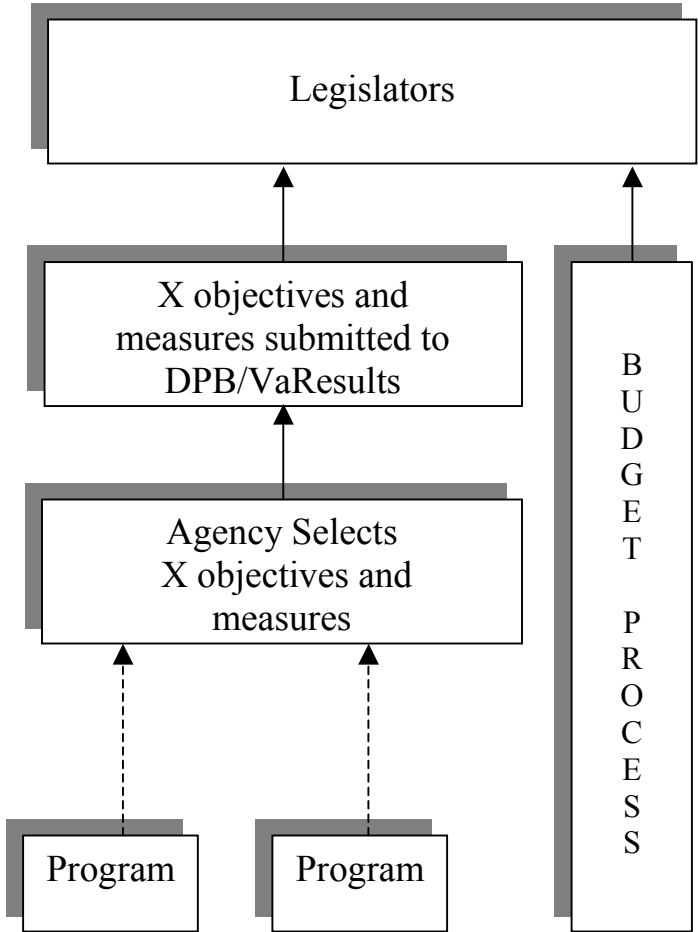 Legislators
X objectives and
measures submitted to
DPB/VaResults
Agency Selects
X objectives and
measures
Program
Program
B
U
D
G
E
T
P
R
O
C
E
S
S